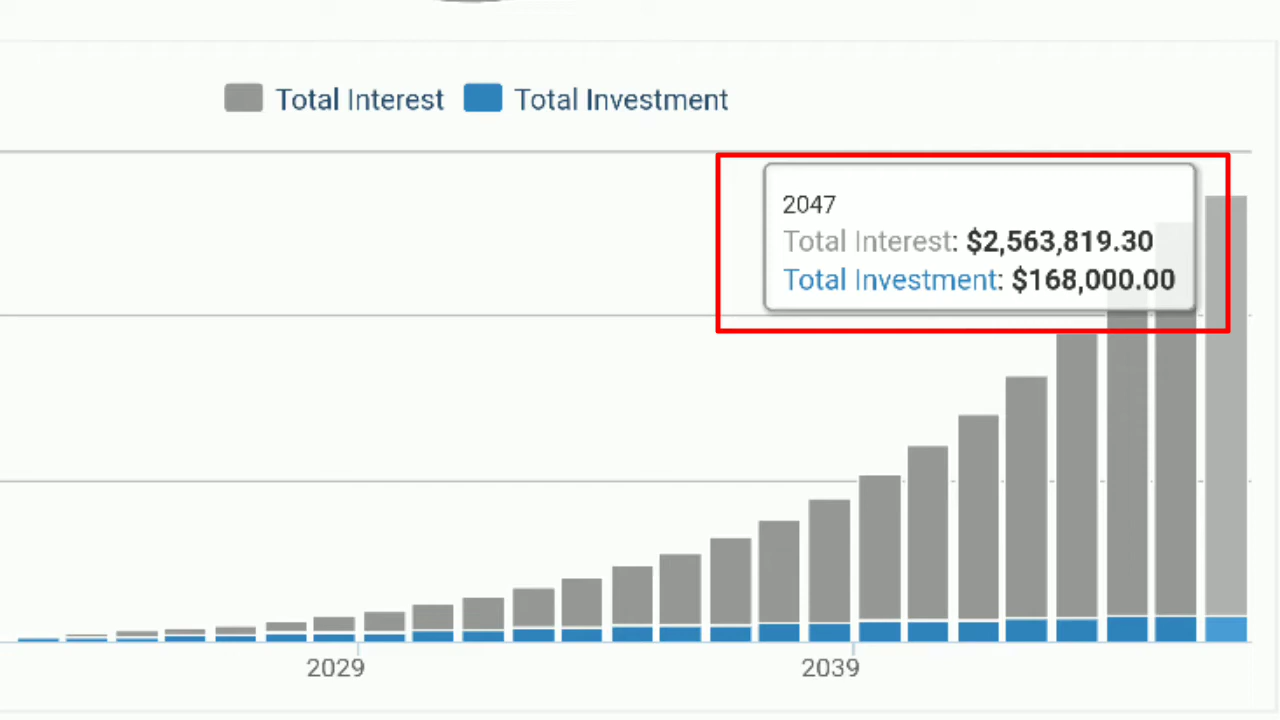 Total Interest Total Investment
2047
Total Interest: $2,563,819.30
Total Investment: $168,000.00
2029 2039